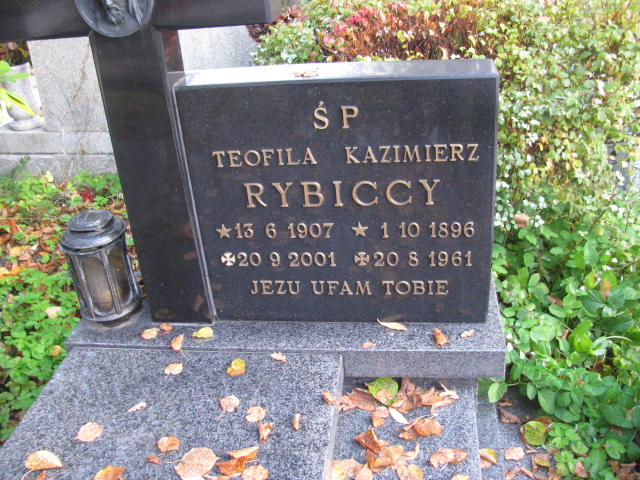 ŚP
TEOFILA KAZIMIERZ
RYBICCY
★13 6 1907 ★ 1 10 1896
✠20 9 2001 ✠20 8 1961
JEZU UFAM TOBIE